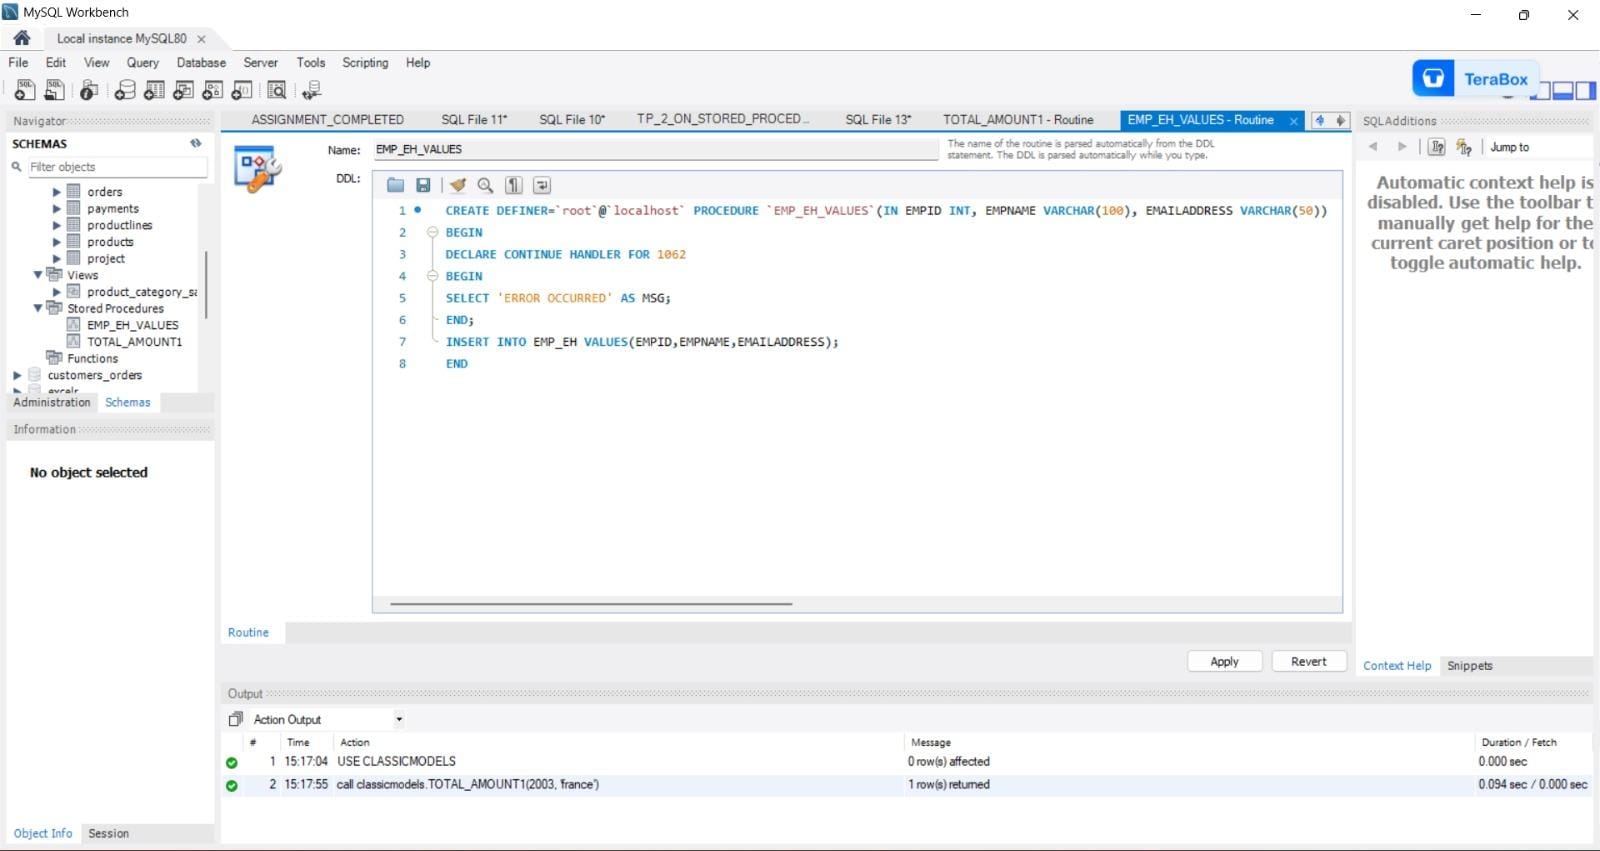 MySQL Workbench
Local instance MySQL80
File Edit View Query Database Server Tools Scripting Help
TeraBox
Navigator
SCHEMAS
Filter objects
orders
payments
productlines
products
project
Views
product_category_sa
Stored Procedures
EMP_EH_VALUES
TOTAL_AMOUNT1
Functions
customers_orders
excelr
Administration Schemas
Information
No object selected
Object Info Session
ASSIGNMENT_COMPLETED SQL File 11* SQL File 10* TP_2_ON_STORED_PROCED... SQL File 13* TOTAL_AMOUNT1 - Routine EMP_EH_VALUES - Routine
Name: EMP_EH_VALUES
The name of the routine is parsed automatically from the DDL
statement. The DDL is parsed automatically while you type.
DDL:
1 CREATE DEFINER=`root`@`localhost` PROCEDURE `EMP_EH_VALUES`(IN EMPID INT, EMPNAME VARCHAR(100), EMAILADDRESS VARCHAR(50))
2 BEGIN
3 DECLARE CONTINUE HANDLER FOR 1062
4 BEGIN
5 SELECT 'ERROR OCCURRED' AS MSG;
6 END;
7 INSERT INTO EMP_EH VALUES(EMPID,EMPNAME,EMAILADDRESS);
8 END
Routine
Apply Revert
SQLAdditions
Jump to
Automatic context help is
disabled. Use the toolbar t
manually get help for the
current caret position or to
toggle automatic help.
Context Help Snippets
Output
Action Output
# Time Action Message Duration / Fetch
1 15:17:04 USE CLASSICMODELS 0 row(s) affected 0.000 sec
2 15:17:55 call classicmodels.TOTAL_AMOUNT1(2003, 'france') 1 row(s) returned 0.094 sec / 0.000 sec